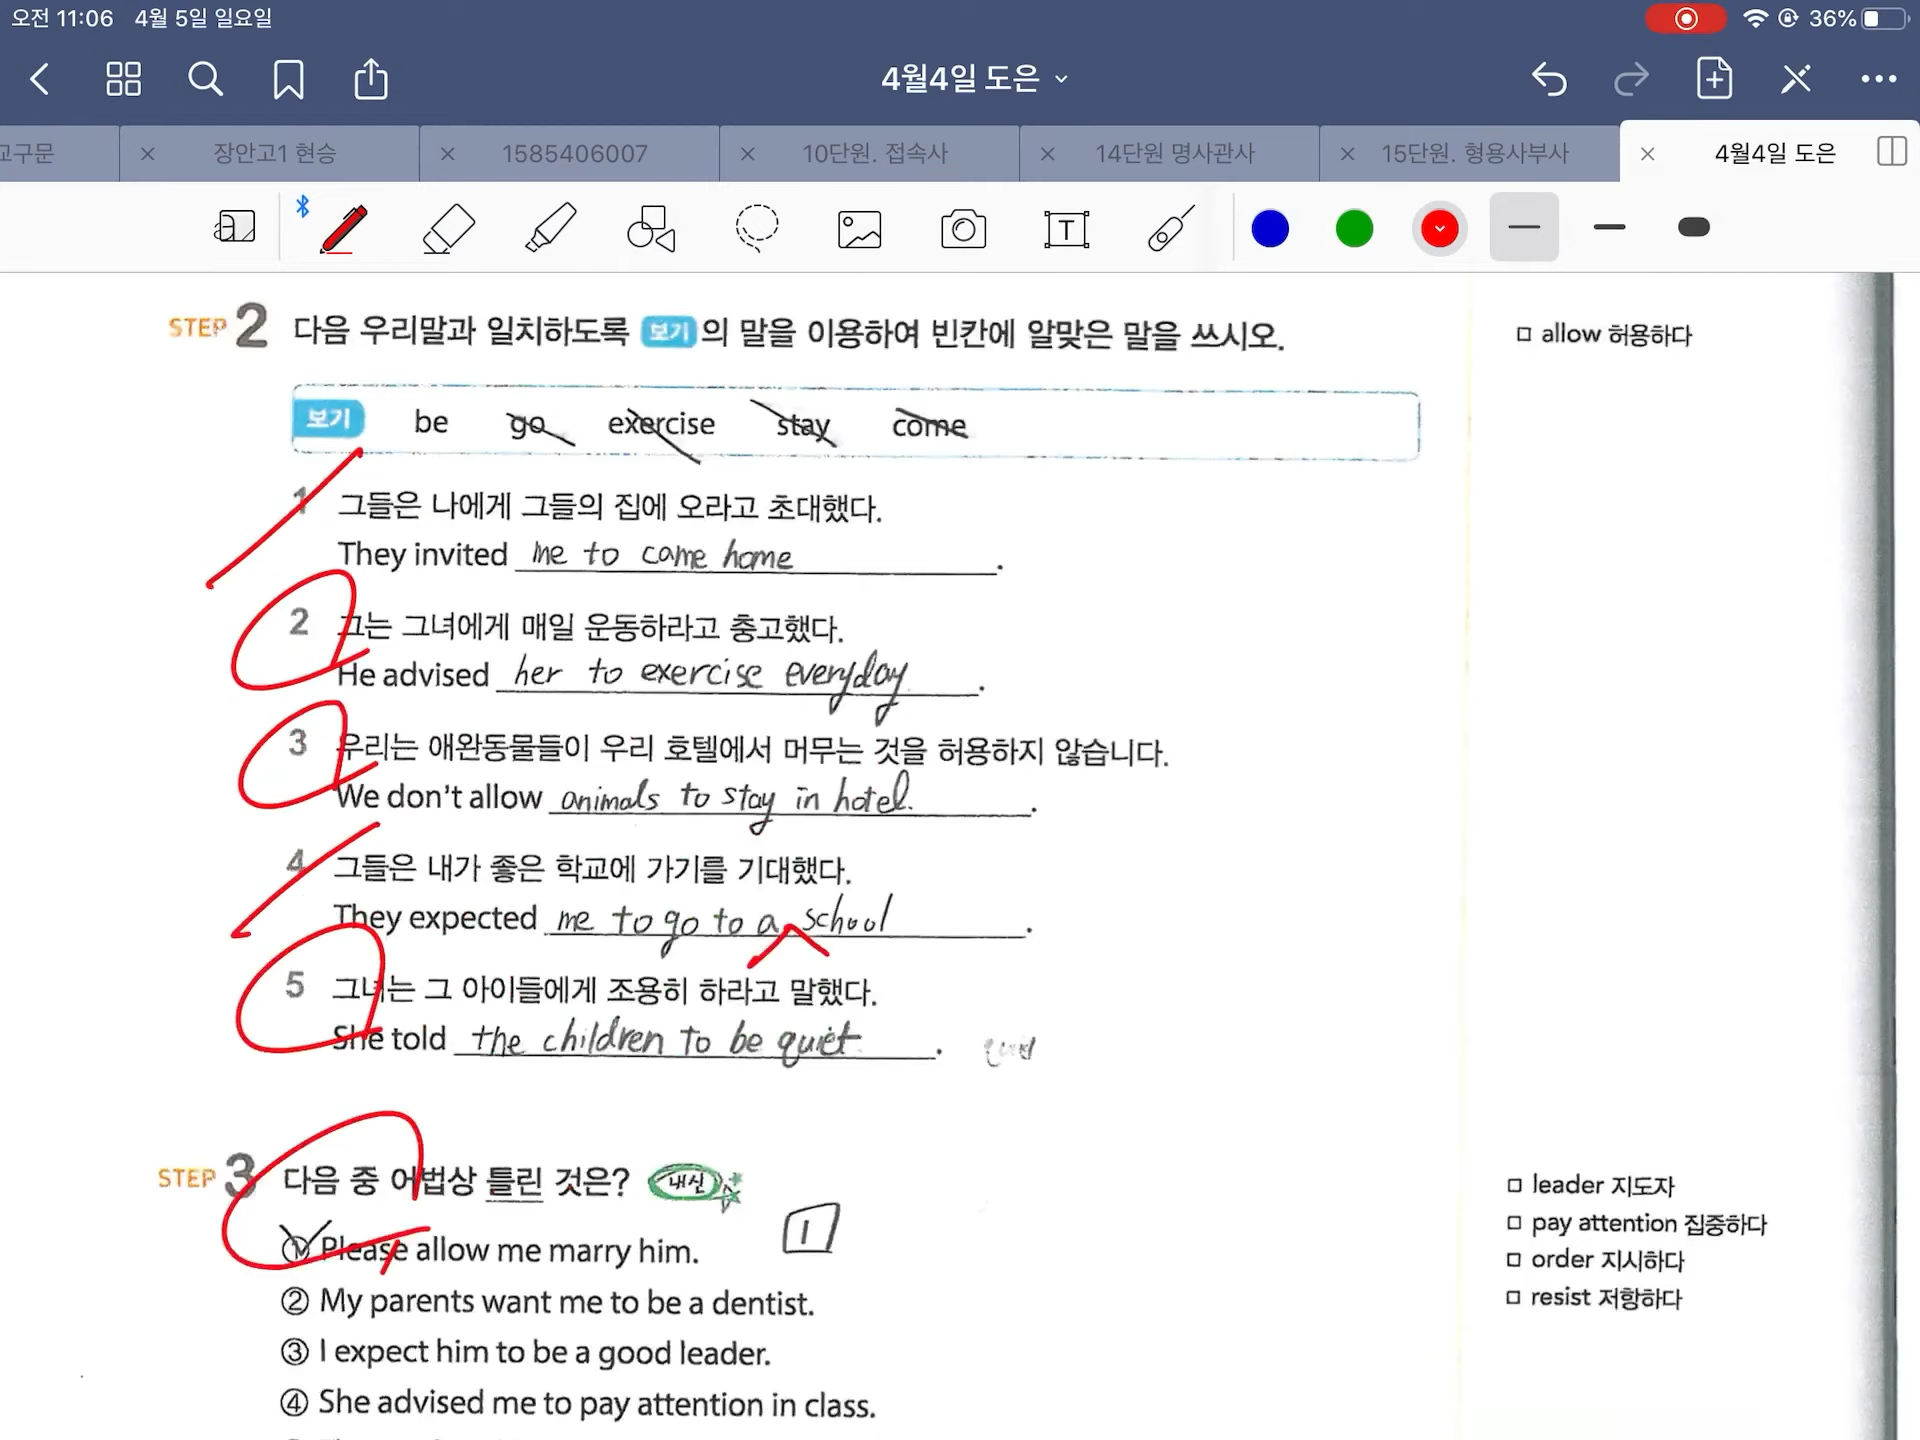 오전 11:06 4월 5일 일요일
36%
4월4일 도은
교구문
장안고1 현승
1585406007
10단원. 접속사
14단원 명사관사
15단원. 형용사부사
4월4일 도은
STEP 2 다음 우리말과 일치하도록 보기 의 말을 이용하여 빈칸에 알맞은 말을 쓰시오.
□ allow 허용하다
보기 be go exercise stay come
1 그들은 나에게 그들의 집에 오라고 초대했다.
They invited me to come home .
2 그는 그녀에게 매일 운동하라고 충고했다.
He advised her to exercise everyday .
3 우리는 애완동물들이 우리 호텔에서 머무는 것을 허용하지 않습니다.
We don't allow animals to stay in hotel. .
4 그들은 내가 좋은 학교에 가기를 기대했다.
They expected me to go to a school .
5 그녀는 그 아이들에게 조용히 하라고 말했다.
She told the children to be quiet .
STEP 3 다음 중 어법상 틀린 것은? 내신
1
① Please allow me marry him.
② My parents want me to be a dentist.
③ I expect him to be a good leader.
④ She advised me to pay attention in class.
□ leader 지도자
□ pay attention 집중하다
□ order 지시하다
□ resist 저항하다